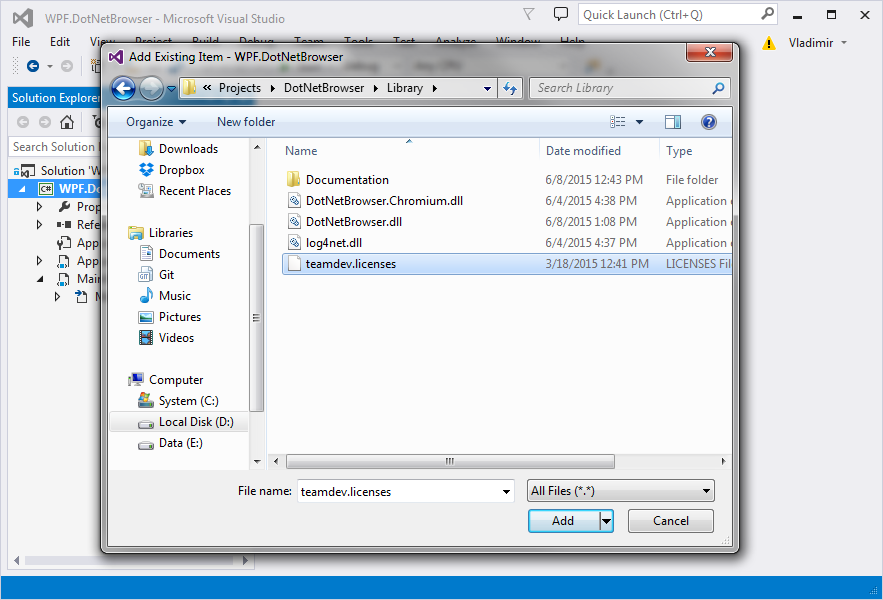 WPF.DotNetBrowser - Microsoft Visual Studio
Quick Launch (Ctrl+Q)
File Edit View Project Build Debug Team Tools Test Analyze Window Help
Vladimir
Add Existing Item - WPF.DotNetBrowser
« Projects DotNetBrowser Library
Search Library
Organize New folder
Solution Explorer
Search Solution
Solution 'W
WPF.Do
Prop
Refe
App
App
Main
Downloads
Dropbox
Recent Places
Libraries
Documents
Git
Music
Pictures
Videos
Computer
System (C:)
Local Disk (D:)
Data (E:)
Name Date modified Type
Documentation 6/8/2015 12:43 PM File folder
DotNetBrowser.Chromium.dll 6/4/2015 4:38 PM Application
DotNetBrowser.dll 6/8/2015 1:08 PM Application
log4net.dll 6/4/2015 4:37 PM Application
teamdev.licenses 3/18/2015 12:41 PM LICENSES File
File name: teamdev.licenses
All Files (*.*)
Add Cancel